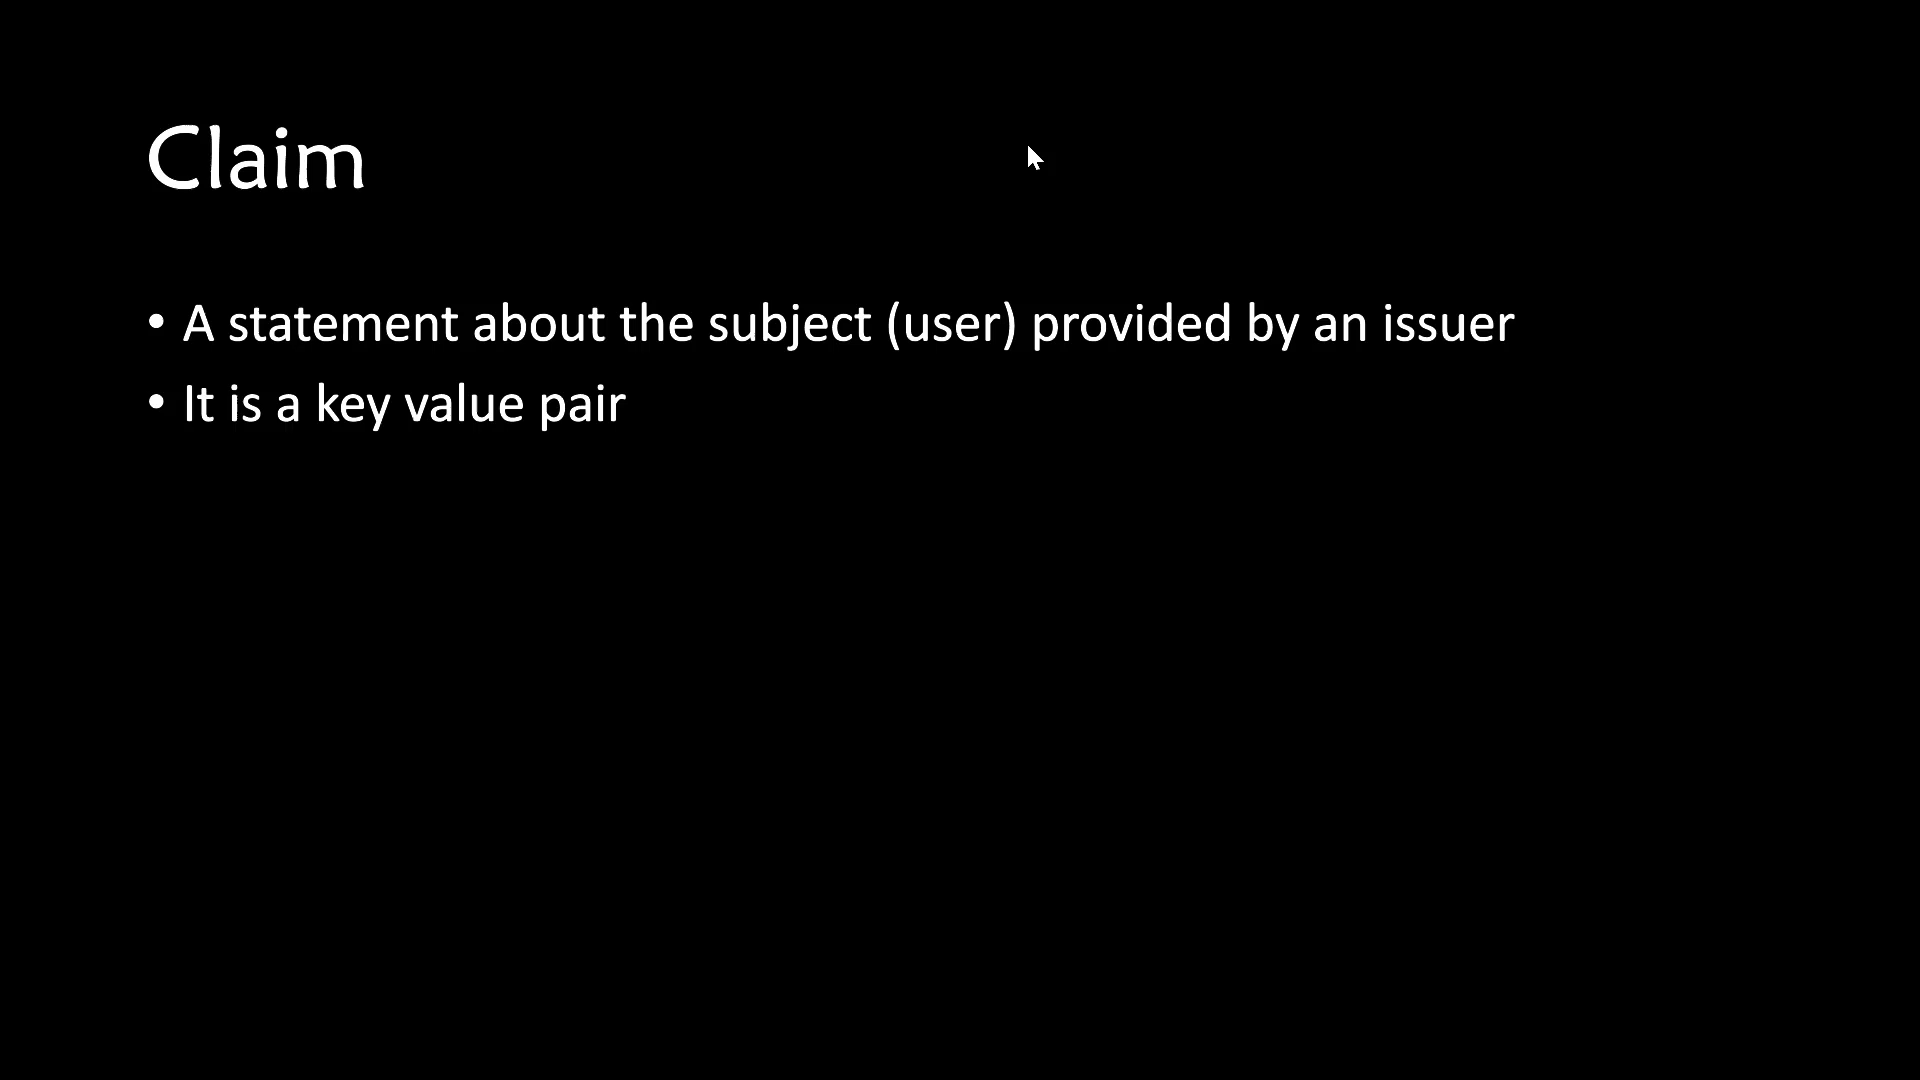 Claim
• A statement about the subject (user) provided by an issuer
• It is a key value pair